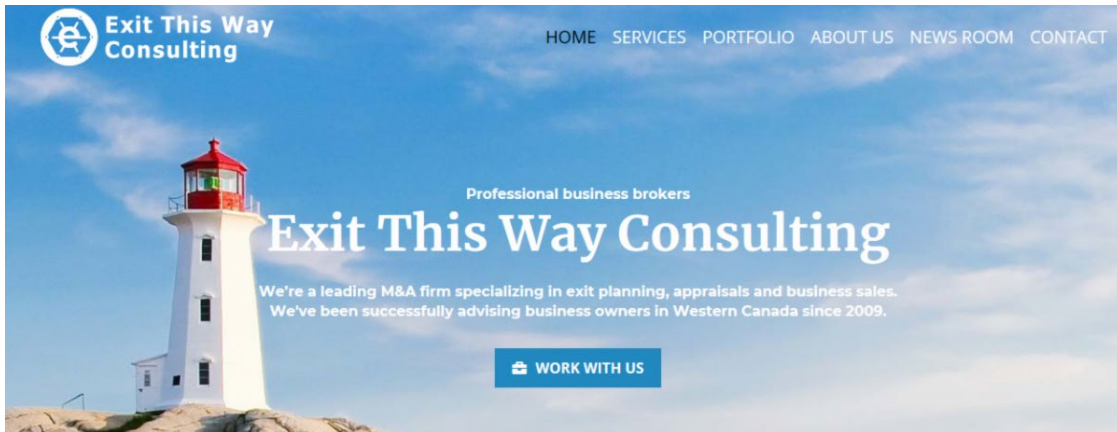 Exit This Way
Consulting
HOME SERVICES PORTFOLIO ABOUT US NEWS ROOM CONTACT
Professional business brokers
Exit This Way Consulting
We're a leading M&A firm specializing in exit planning, appraisals and business sales.
We've been successfully advising business owners in Western Canada since 2009.
WORK WITH US